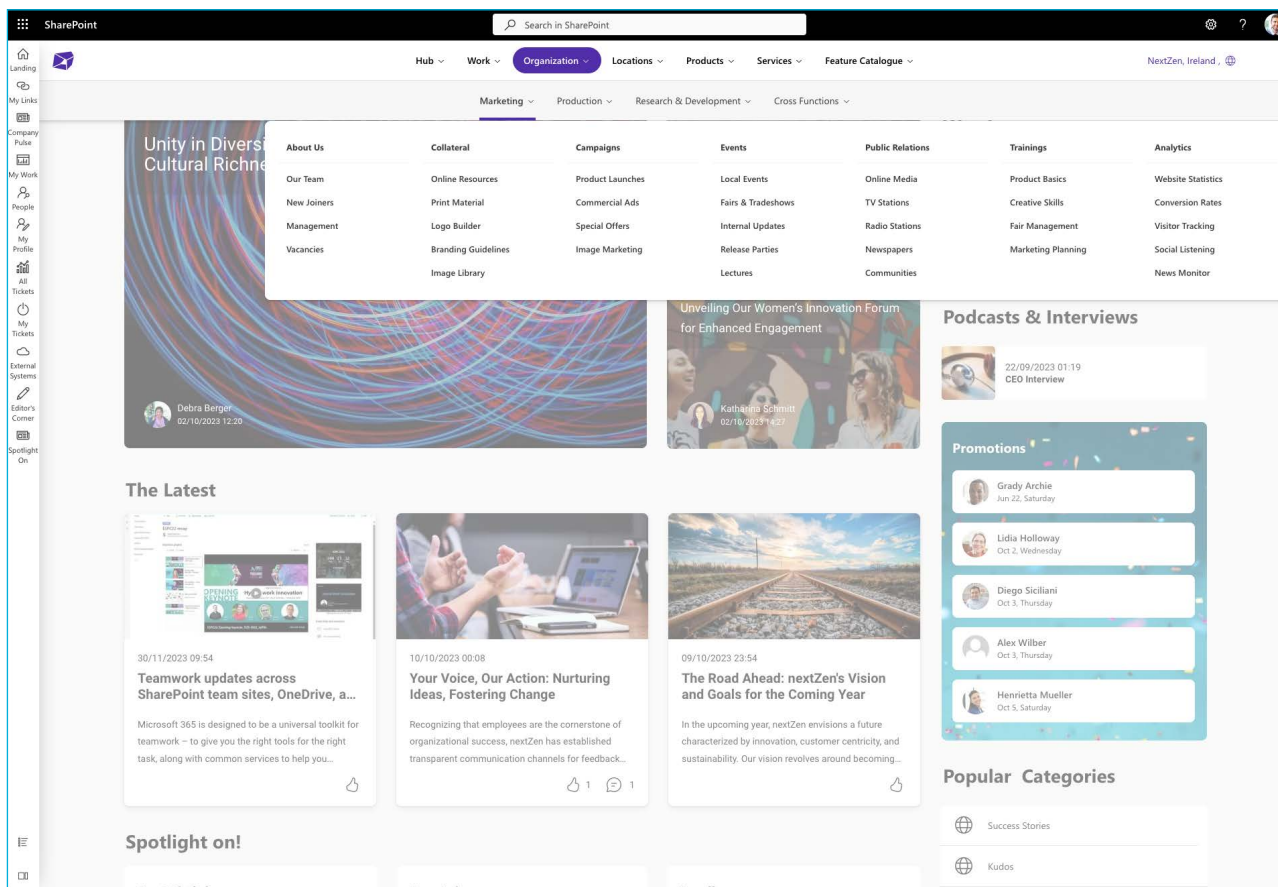 SharePoint
Search in SharePoint
?
Landing
My Links
Company
Pulse
My Work
People
My
Profile
All
Tickets
My
Tickets
External
Systems
Editor's
Corner
Spotlight
On
Hub
Work
Organization
Locations
Products
Services
Feature Catalogue
NextZen, Ireland ,
Marketing
Production
Research & Development
Cross Functions
About Us
Our Team
New Joiners
Management
Vacancies
Collateral
Online Resources
Print Material
Logo Builder
Branding Guidelines
Image Library
Campaigns
Product Launches
Commercial Ads
Special Offers
Image Marketing
Events
Local Events
Fairs & Tradeshows
Internal Updates
Release Parties
Lectures
Public Relations
Online Media
TV Stations
Radio Stations
Newspapers
Communities
Trainings
Product Basics
Creative Skills
Fair Management
Marketing Planning
Analytics
Website Statistics
Conversion Rates
Visitor Tracking
Social Listening
News Monitor
Unity in Diversi
Cultural Richne
Debra Berger
02/10/2023 12:20
Unveiling Our Women's Innovation Forum
for Enhanced Engagement
Katharina Schmitt
02/10/2023 14:27
The Latest
OPENING
KEYNOTE
30/11/2023 09:54
Teamwork updates across
SharePoint team sites, OneDrive, a...
Microsoft 365 is designed to be a universal toolkit for
teamwork – to give you the right tools for the right
task, along with common services to help you...
10/10/2023 00:08
Your Voice, Our Action: Nurturing
Ideas, Fostering Change
Recognizing that employees are the cornerstone of
organizational success, nextZen has established
transparent communication channels for feedback...
1
1
09/10/2023 23:54
The Road Ahead: nextZen's Vision
and Goals for the Coming Year
In the upcoming year, nextZen envisions a future
characterized by innovation, customer centricity, and
sustainability. Our vision revolves around becoming...
Spotlight on!
Podcasts & Interviews
22/09/2023 01:19
CEO Interview
Promotions
Grady Archie
Jun 22, Saturday
Lidia Holloway
Oct 2, Wednesday
Diego Siciliani
Oct 3, Thursday
Alex Wilber
Oct 3, Thursday
Henrietta Mueller
Oct 5, Saturday
Popular Categories
Success Stories
Kudos